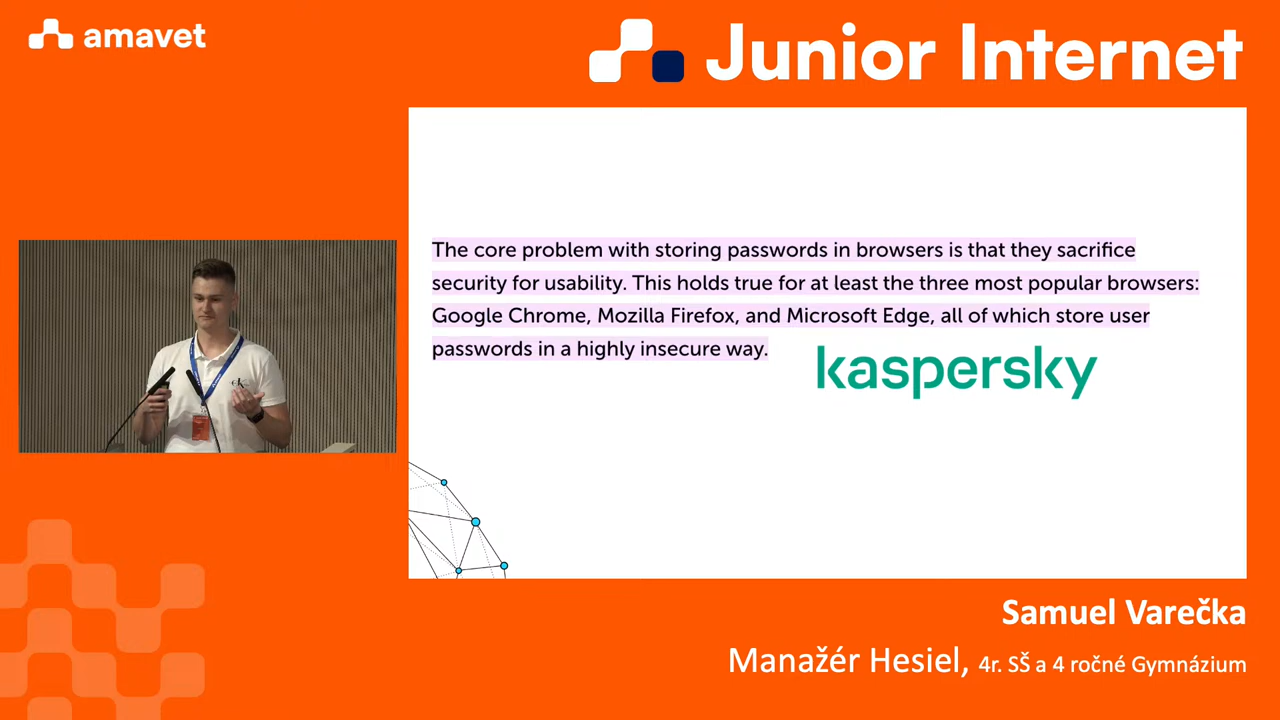 amavet
Junior Internet
The core problem with storing passwords in browsers is that they sacrifice
security for usability. This holds true for at least the three most popular browsers:
Google Chrome, Mozilla Firefox, and Microsoft Edge, all of which store user
passwords in a highly insecure way.
kaspersky
Samuel Varečka
Manažér Hesiel, 4r. SŠ a 4 ročné Gymnázium